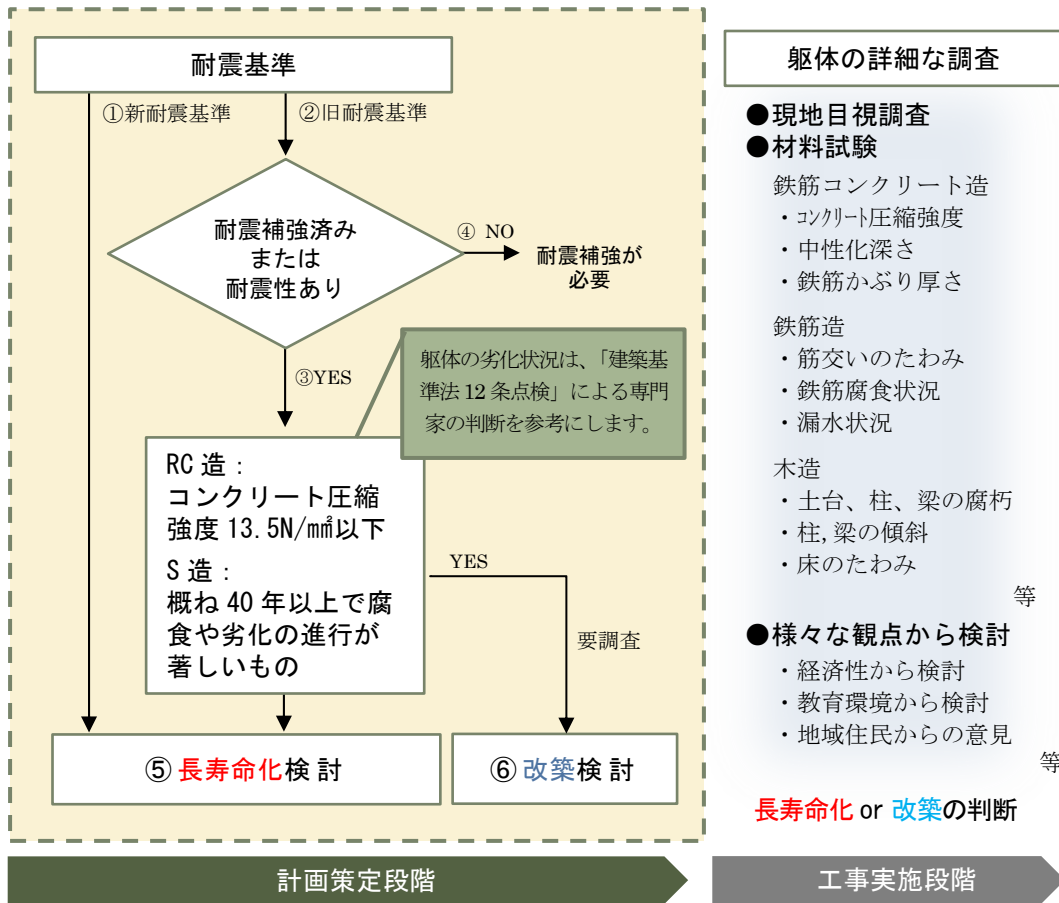 耐震基準
①新耐震基準
②旧耐震基準
耐震補強済み
または
耐震性あり
④ NO
耐震補強が
必要
③YES
躯体の劣化状況は、「建築基
準法 12 条点検」による専門
家の判断を参考にします。
RC 造：
コンクリート圧縮
強度 13.5N/㎟以下
S 造：
概ね 40 年以上で腐
食や劣化の進行が
著しいもの
YES
要調査
⑤ 長寿命化検 討
⑥ 改築検 討
計画策定段階
躯体の詳細な調査
●現地目視調査
●材料試験
鉄筋コンクリート造
・ｺﾝｸﾘｰﾄ圧縮強度
・中性化深さ
・鉄筋かぶり厚さ
鉄筋造
・筋交いのたわみ
・鉄筋腐食状況
・漏水状況
木造
・土台、柱、梁の腐朽
・柱,梁の傾斜
・床のたわみ
等
●様々な観点から検討
・経済性から検討
・教育環境から検討
・地域住民からの意見
等
長寿命化 or 改築の判断
工事実施段階